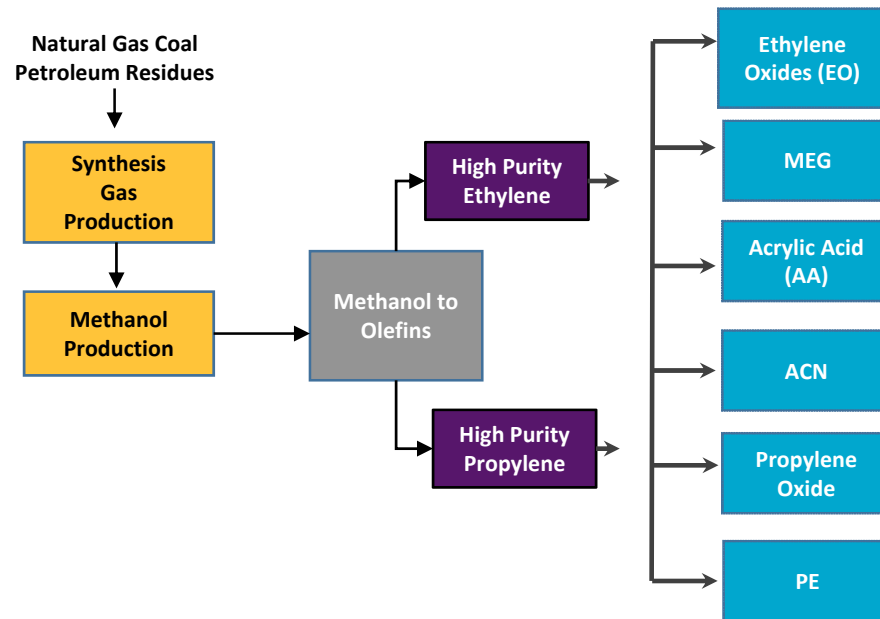 Natural Gas Coal
Petroleum Residues
Synthesis
Gas
Production
Methanol
Production
Methanol to
Olefins
High Purity
Ethylene
High Purity
Propylene
Ethylene
Oxides (EO)
MEG
Acrylic Acid
(AA)
ACN
Propylene
Oxide
PE